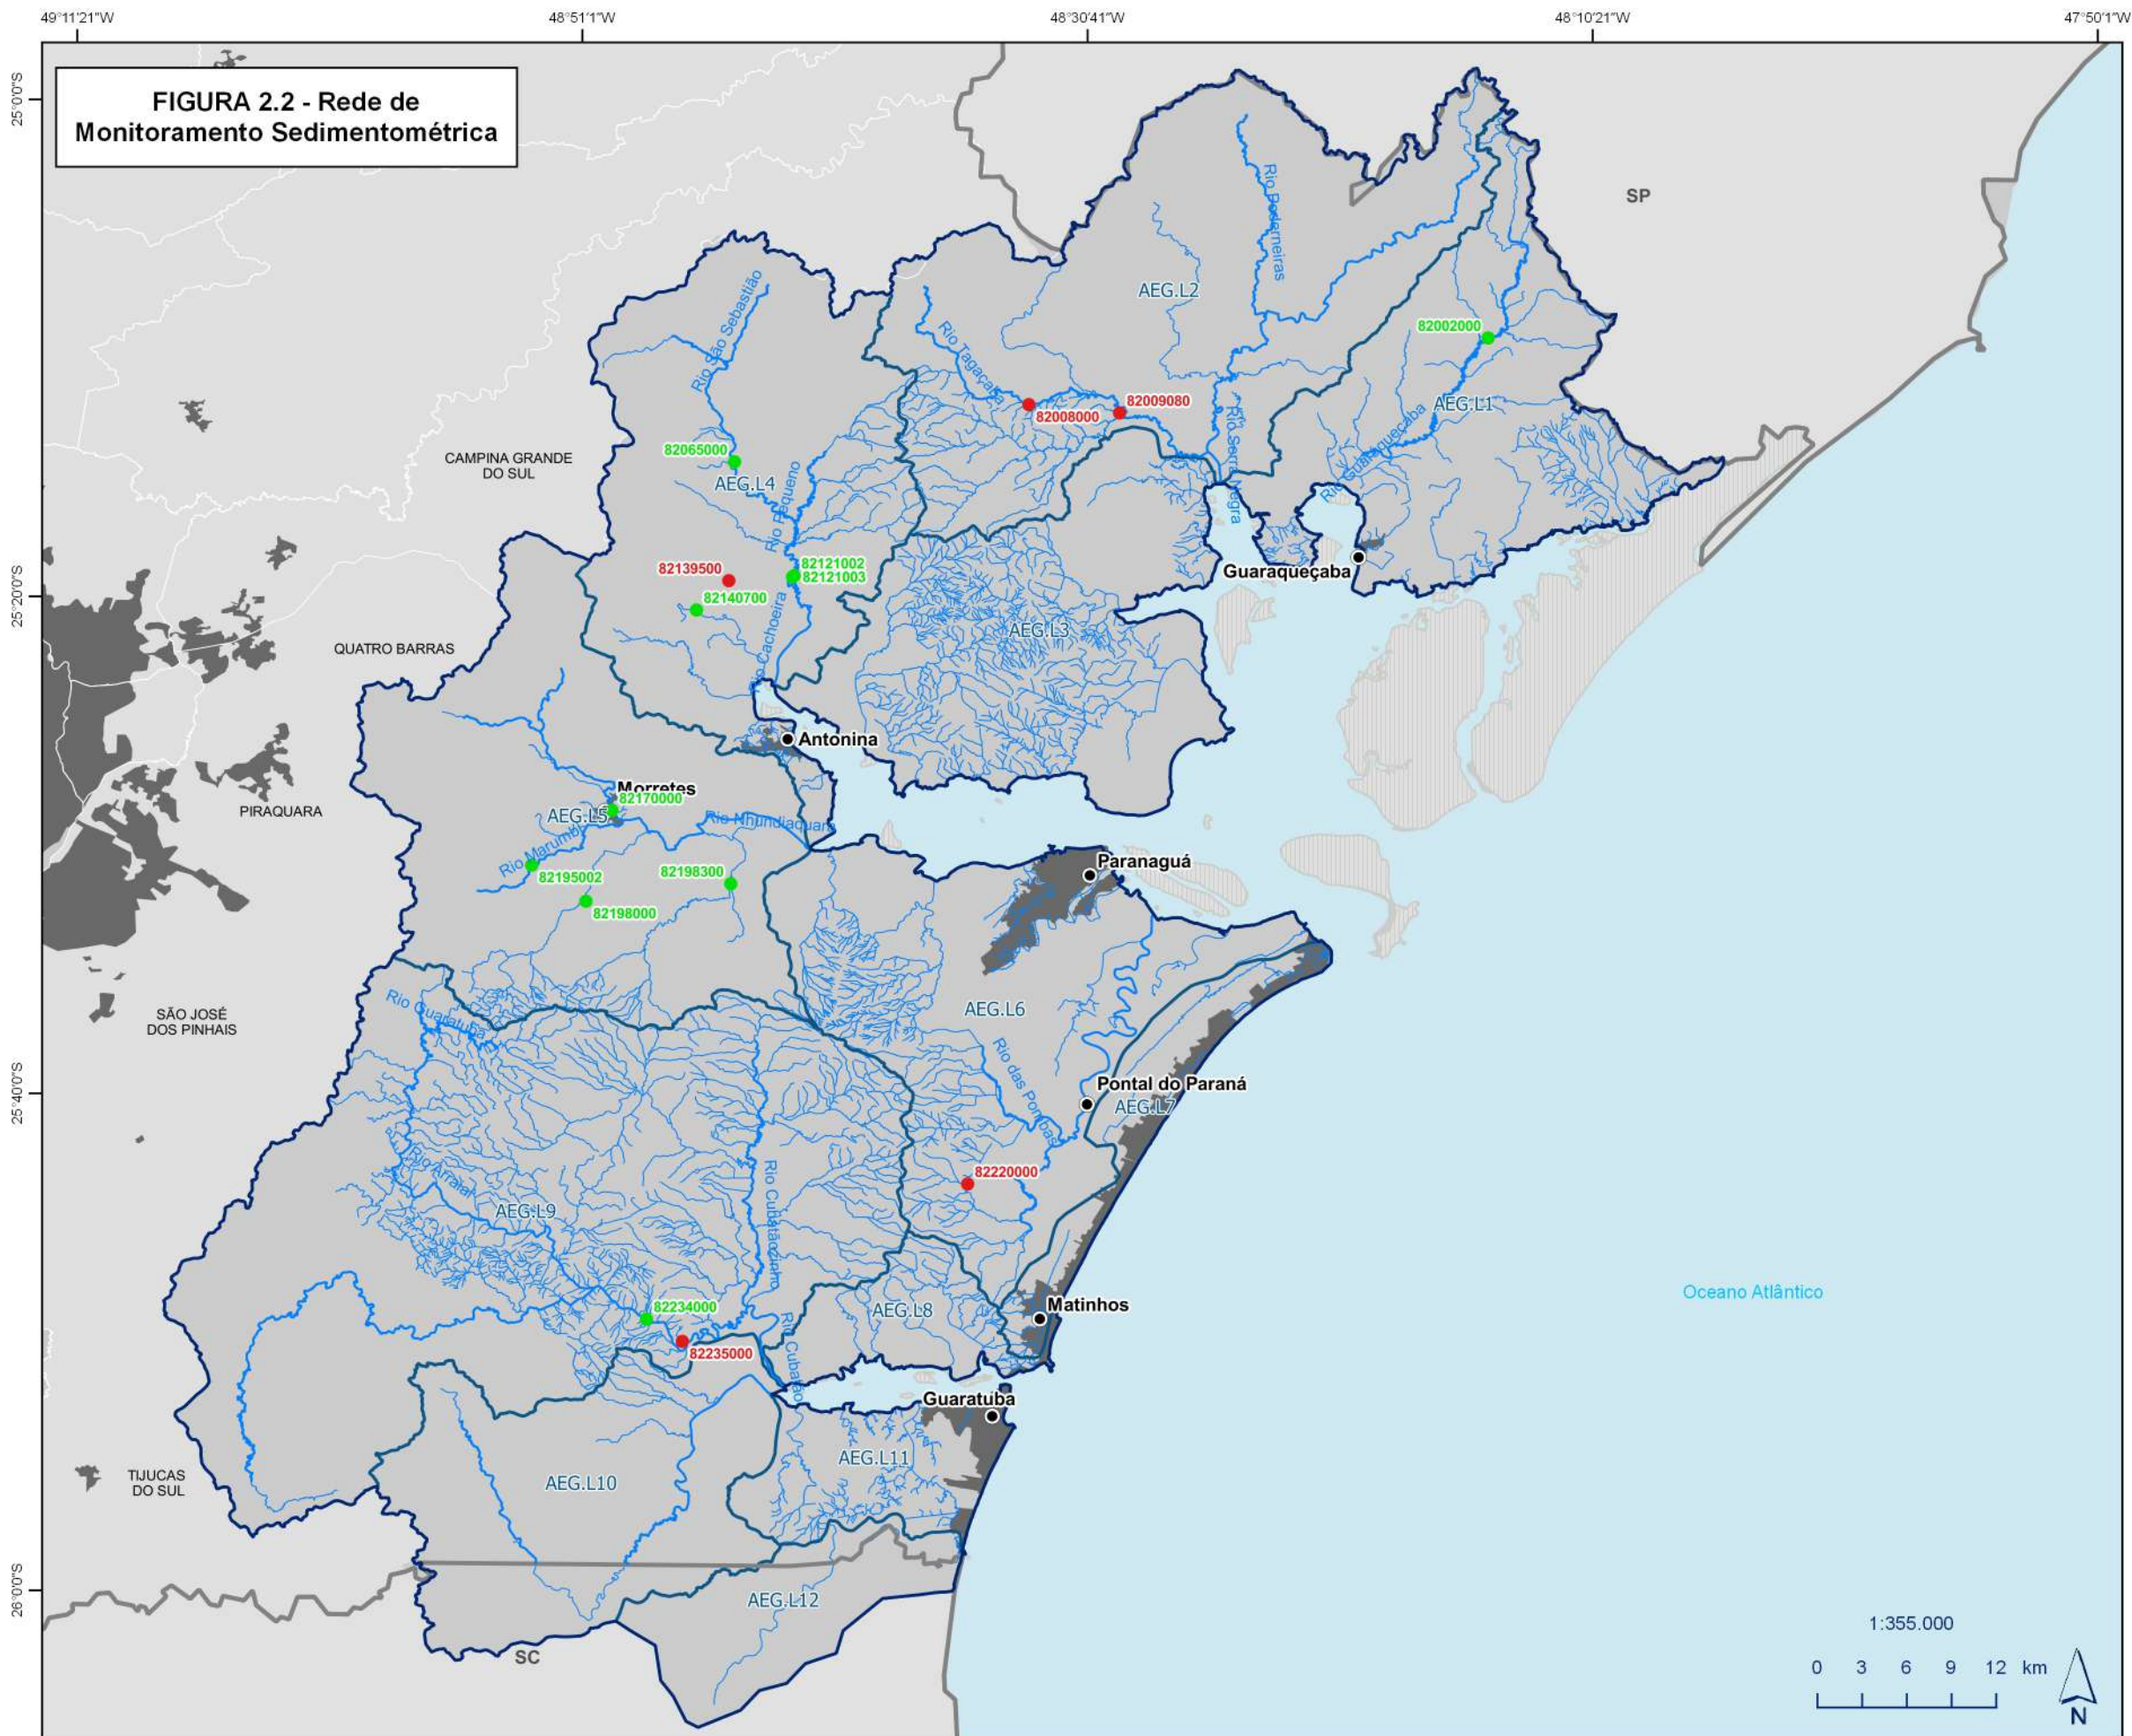 49°11'21"W
48°51'1"W
48°30'41"W
48°10'21"W
47°50'1"W
25°0'0"S
FIGURA 2.2 - Rede de
Monitoramento Sedimentométrica
SP
Rio Pederneiras
AEG.L2
Rio São Sebastião
82002000
Rio Tagaçaba
82009080
82008000
AEG.L1
Rio Serra Negra
Rio Guaraqueçaba
82065000
CAMPINA GRANDE
DO SUL
AEG.L4
Rio Pequeno
82139500
82121002
82121003
Guaraqueçaba
25°20'0"S
82140700
Rio Cachoeira
AEG.L3
QUATRO BARRAS
Antonina
Morretes
82170000
PIRAQUARA
AEG.L5
Rio Nhundiaquara
Rio Marumbi
Paranaguá
82195002
82198300
82198000
Rio Guaratuba
AEG.L6
SÃO JOSÉ
DOS PINHAIS
Rio das Pombas
25°40'0"S
Pontal do Paraná
AEG.L7
Rio Arraial
82220000
AEG.L9
Rio Cubatãozinho
Oceano Atlântico
82234000
AEG.L8
Matinhos
82235000
Rio Cubatão
Guaratuba
AEG.L11
TIJUCAS
DO SUL
AEG.L10
26°0'0"S
AEG.L12
SC
1:355.000
0 3 6 9 12 km
N